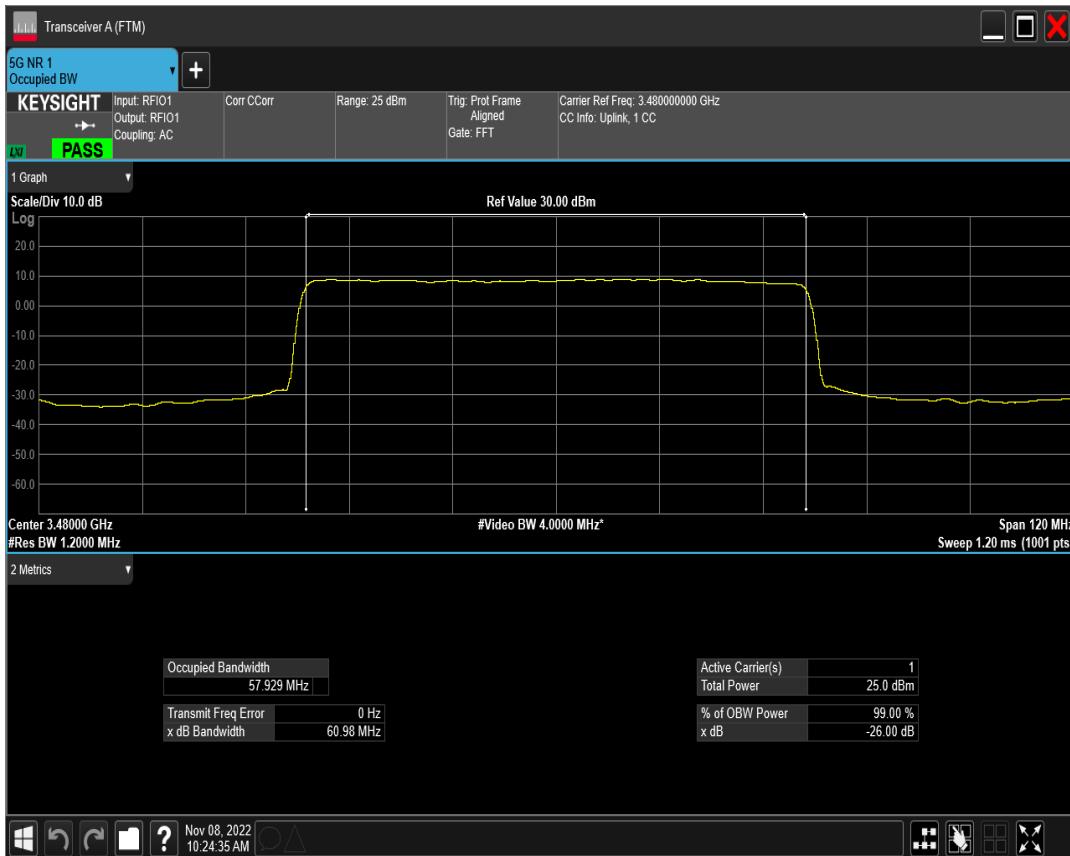 Transceiver A (FTM)
5G NR 1
Occupied BW
+
KEYSIGHT
Input: RFIO1
Output: RFIO1
Coupling: AC
Corr CCorr
Range: 25 dBm
Trig: Prot Frame
Aligned
Gate: FFT
Carrier Ref Freq: 3.480000000 GHz
CC Info: Uplink, 1 CC
LXI
PASS
1 Graph
Scale/Div 10.0 dB
Ref Value 30.00 dBm
Log
20.0
10.0
0.00
-10.0
-20.0
-30.0
-40.0
-50.0
-60.0
Center 3.48000 GHz
#Video BW 4.0000 MHz*
Span 120 MHz
#Res BW 1.2000 MHz
Sweep 1.20 ms (1001 pts
2 Metrics
Occupied Bandwidth
57.929 MHz
Transmit Freq Error 0 Hz
x dB Bandwidth 60.98 MHz
Active Carrier(s) 1
Total Power 25.0 dBm
% of OBW Power 99.00 %
x dB -26.00 dB
?
Nov 08, 2022
10:24:35 AM